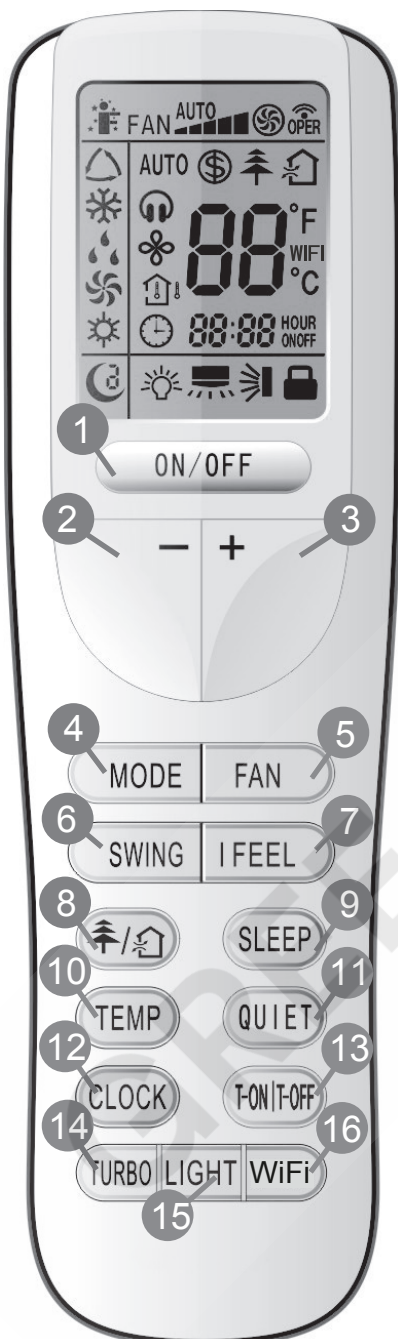 FAN AUTO OPER
AUTO
88 °F
WIFI
°C
88:88 HOUR
ONOFF
1
ON/OFF
2 3
− +
4 5
MODE FAN
6 7
SWING I FEEL
8 9
/ SLEEP
10 11
TEMP QUIET
12 13
CLOCK T-ON|T-OFF
14 16
TURBO LIGHT WiFi
15
GREE